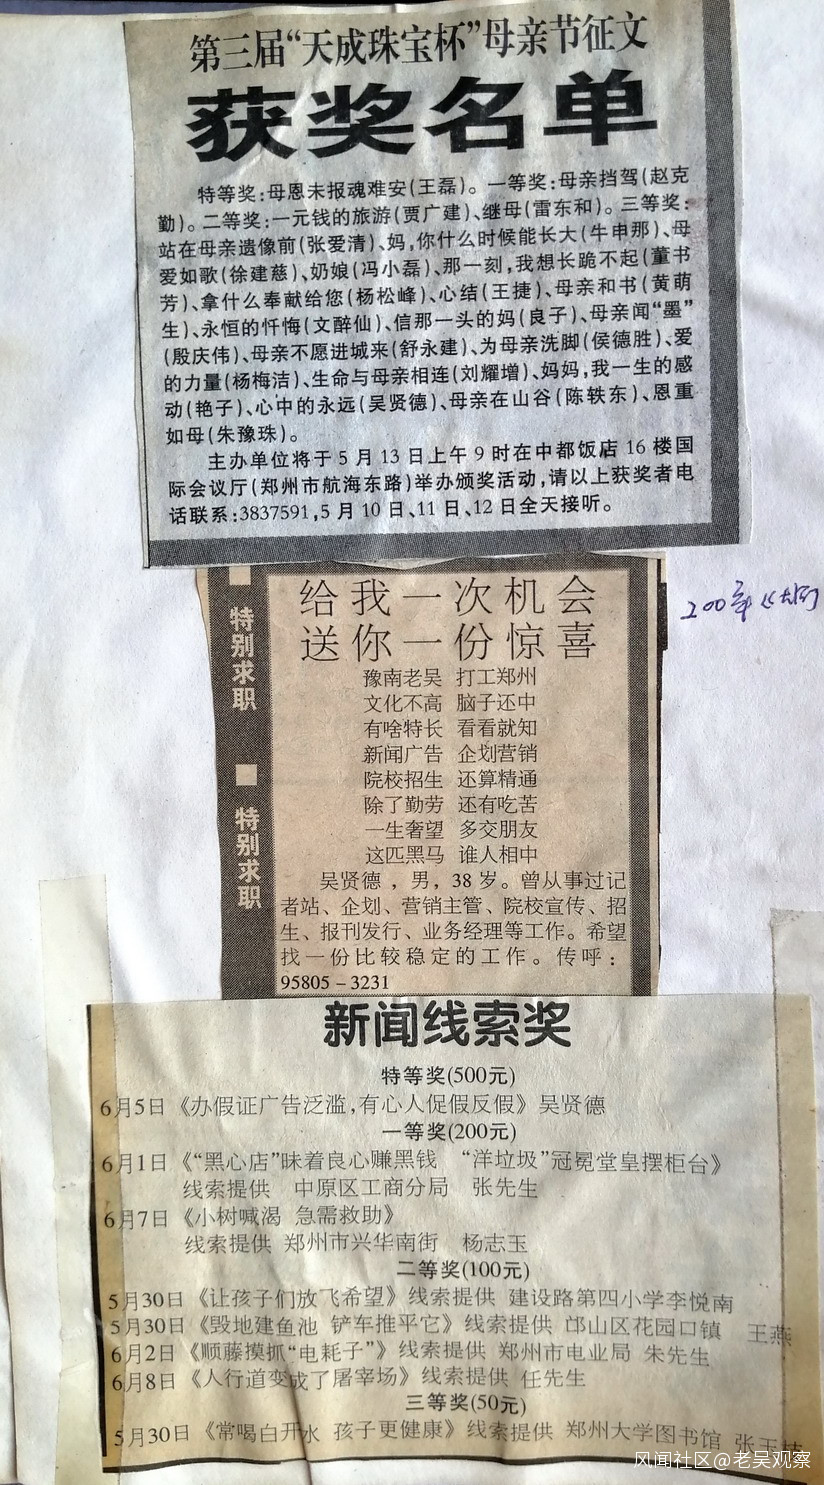 第三届“天成珠宝杯”母亲节征文
获奖名单
特等奖:母恩未报魂难安(王磊)。一等奖:母亲挡驾(赵克
勤)。二等奖:一元钱的旅游(贾广建)、继母(雷东和)。三等奖:
站在母亲遗像前(张爱清)、妈,你什么时候能长大(牛申那)、母
爱如歌(徐建慈)、奶娘(冯小磊)、那一刻,我想长跪不起(董书
芳)、拿什么奉献给您(杨松峰)、心结(王捷)、母亲和书(黄萌
生)、永恒的忏悔(文醉仙)、信那一头的妈(良子)、母亲闻“墨”
(殷庆伟)、母亲不愿进城来(舒永建)、为母亲洗脚(侯德胜)、爱
的力量(杨梅洁)、生命与母亲相连(刘耀增)、妈妈,我一生的感
动(艳子)、心中的永远(吴贤德)、母亲在山谷(陈轶东)、恩重
如母(朱豫珠)。
主办单位将于5月13日上午9时在中都饭店16楼国
际会议厅(郑州市航海东路)举办颁奖活动,请以上获奖者电
话联系:3837591,5月10日、11日、12日全天接听。
特别求职
特别求职
给我一次机会
送你一份惊喜
豫南老吴 打工郑州
文化不高 脑子还中
有啥特长 看看就知
新闻广告 企划营销
院校招生 还算精通
除了勤劳 还有吃苦
一生奢望 多交朋友
这匹黑马 谁人相中
吴贤德，男，38岁。曾从事过记
者站、企划、营销主管、院校宣传、招
生、报刊发行、业务经理等工作。希望
找一份比较稳定的工作。传呼：
95805－3231
新闻线索奖
特等奖(500元)
6月5日《办假证广告泛滥,有心人促假反假》吴贤德
一等奖(200元)
6月1日《“黑心店”昧着良心赚黑钱 “洋垃圾”冠冕堂皇摆柜台》
线索提供 中原区工商分局 张先生
6月7日《小树喊渴 急需救助》
线索提供 郑州市兴华南街 杨志玉
二等奖(100元)
5月30日《让孩子们放飞希望》线索提供 建设路第四小学李悦南
5月30日《毁地建鱼池 铲车推平它》线索提供 邙山区花园口镇 王燕
6月2日《顺藤摸抓“电耗子”》线索提供 郑州市电业局 朱先生
6月8日《人行道变成了屠宰场》线索提供 任先生
三等奖(50元)
5月30日《常喝白开水 孩子更健康》线索提供 郑州大学图书馆 张玉
风闻社区@老吴观察